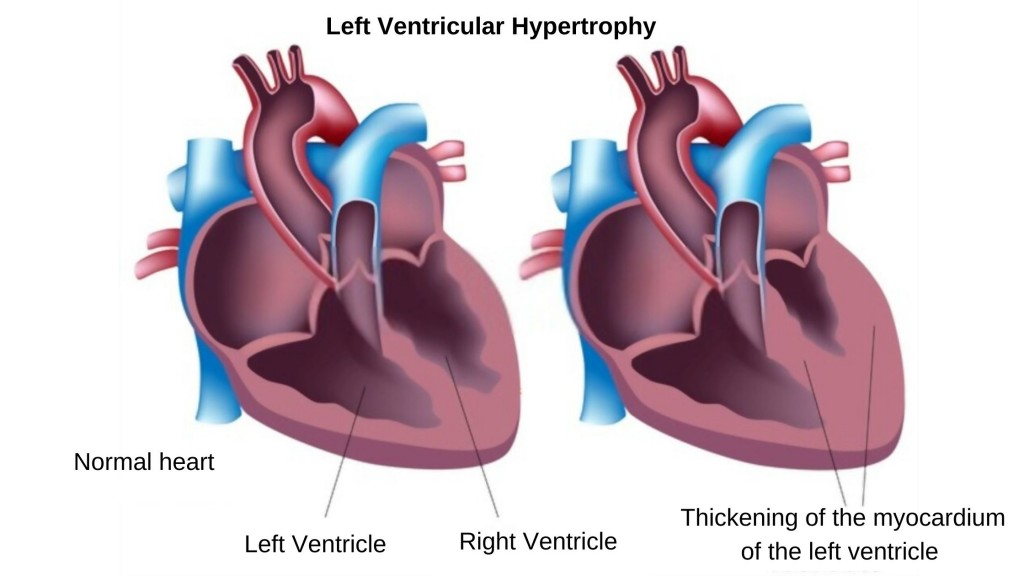 Left Ventricular Hypertrophy
Normal heart
Left Ventricle
Right Ventricle
Thickening of the myocardium
of the left ventricle